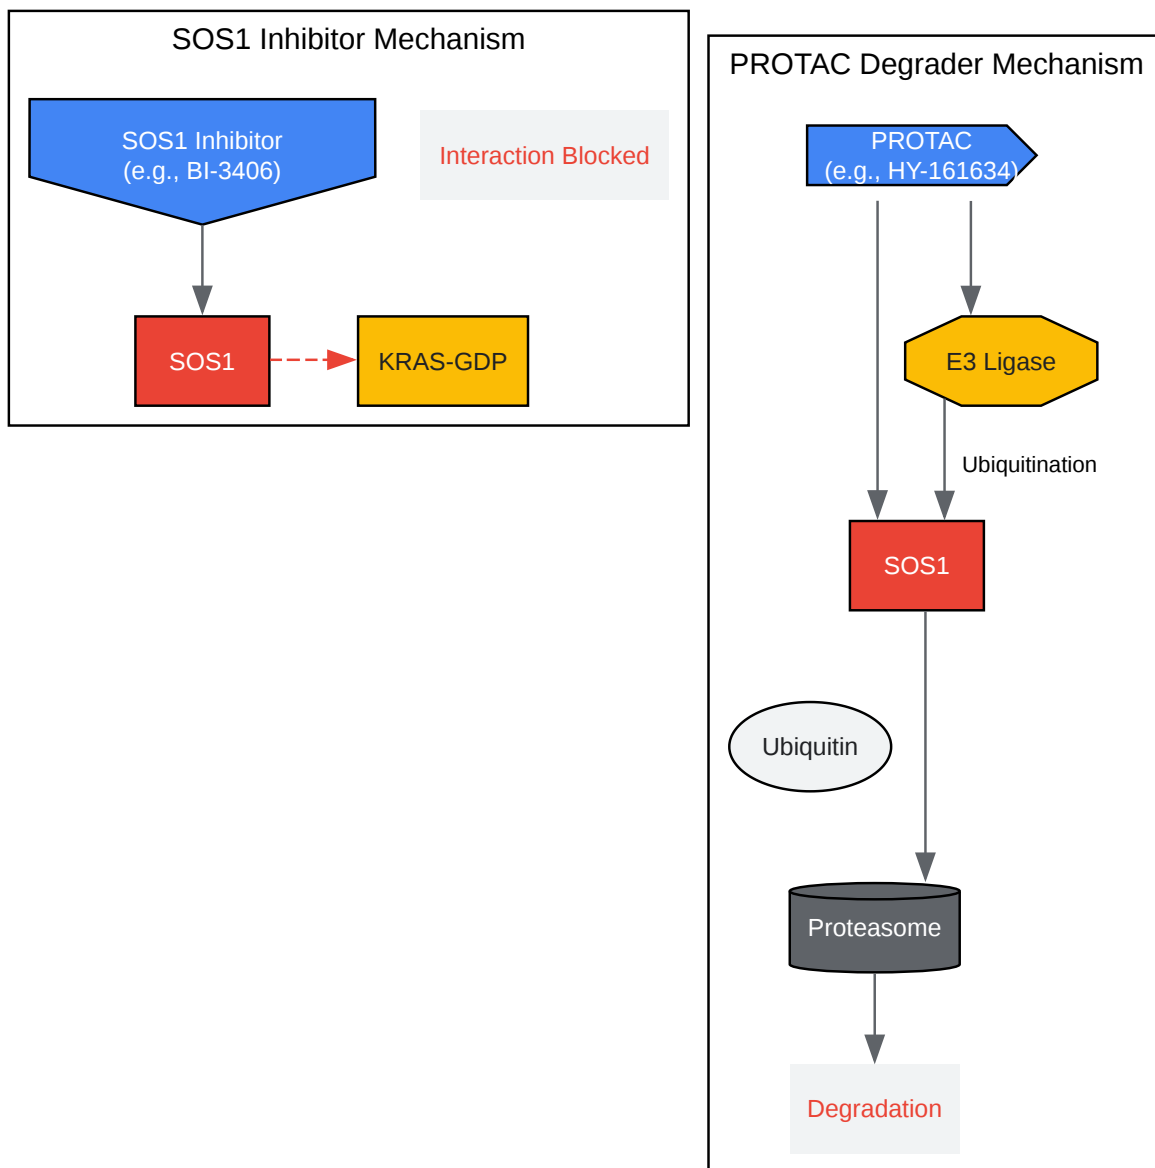 SOS1 Inhibitor Mechanism
SOS1 Inhibitor
(e.g., BI-3406)
Interaction Blocked
SOS1
KRAS-GDP
PROTAC Degrader Mechanism
PROTAC
(e.g., HY-161634)
E3 Ligase
Ubiquitination
SOS1
Ubiquitin
Proteasome
Degradation